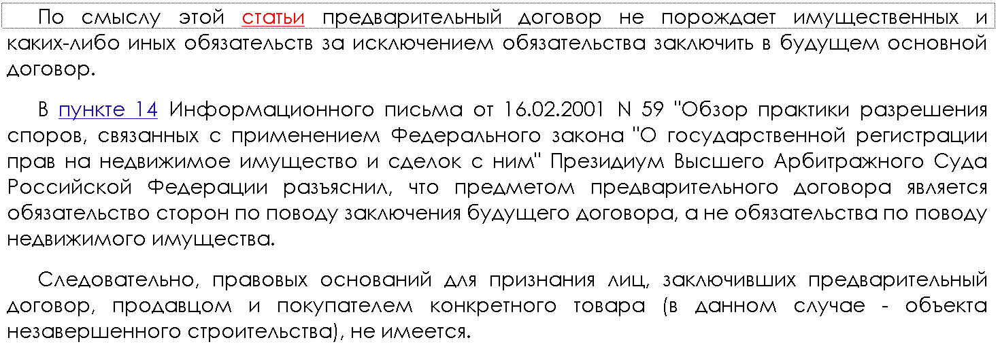 По смыслу этой статьи предварительный договор не порождает имущественных и
каких-либо иных обязательств за исключением обязательства заключить в будущем основной
договор.
В пункте 14 Информационного письма от 16.02.2001 N 59 "Обзор практики разрешения
споров, связанных с применением Федерального закона "О государственной регистрации
прав на недвижимое имущество и сделок с ним" Президиум Высшего Арбитражного Суда
Российской Федерации разъяснил, что предметом предварительного договора является
обязательство сторон по поводу заключения будущего договора, а не обязательства по поводу
недвижимого имущества.
Следовательно, правовых оснований для признания лиц, заключивших предварительный
договор, продавцом и покупателем конкретного товара (в данном случае - объекта
незавершенного строительства), не имеется.